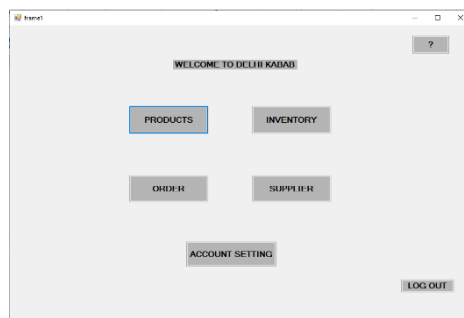 frame1
?
WELCOME TO DELHI KABAB
PRODUCTS INVENTORY
ORDER SUPPLIER
ACCOUNT SETTING
LOG OUT